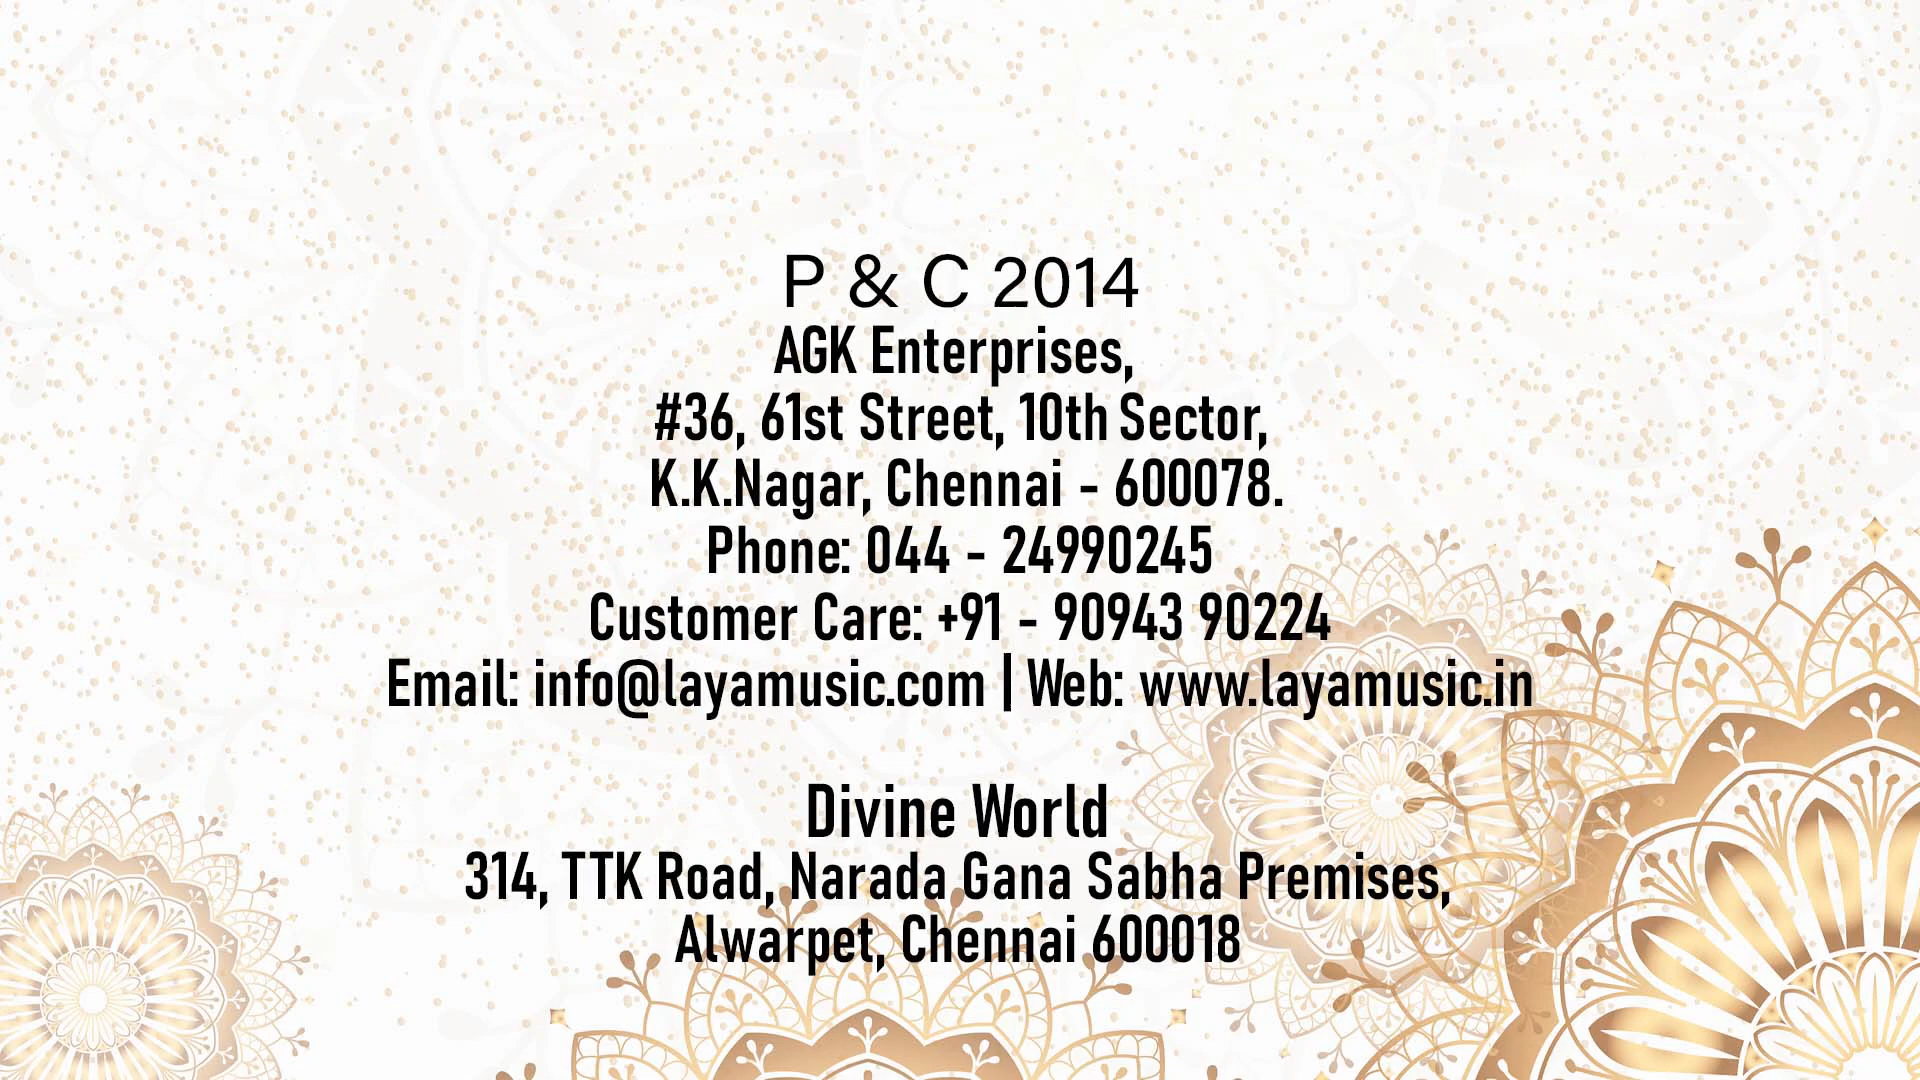 P & C 2014
AGK Enterprises,
#36, 61st Street, 10th Sector,
K.K.Nagar, Chennai - 600078.
Phone: 044 - 24990245
Customer Care: +91 - 90943 90224
Email: info@layamusic.com | Web: www.layamusic.in
Divine World
314, TTK Road, Narada Gana Sabha Premises,
Alwarpet, Chennai 600018